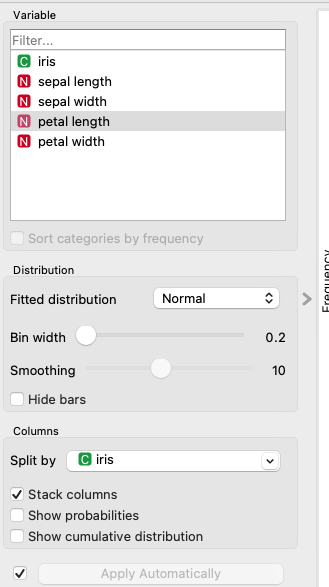 Variable
Filter...
C iris
N sepal length
N sepal width
N petal length
N petal width
Sort categories by frequency
Distribution
Fitted distribution Normal
Bin width 0.2
Smoothing 10
Hide bars
Columns
Split by C iris
Stack columns
Show probabilities
Show cumulative distribution
Apply Automatically
Frequency